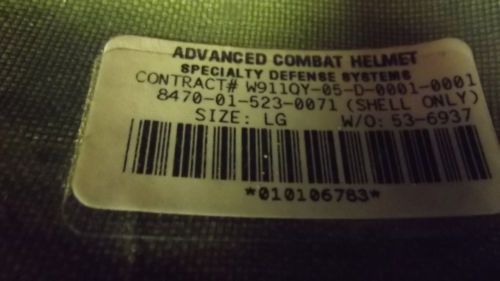 ADVANCED COMBAT HELMET
SPECIALTY DEFENSE SYSTEMS
CONTRACT# W911QY-05-D-0001-0001
8470-01-523-0071 (SHELL ONLY)
SIZE: LG W/O: 53-6937
*010106783*